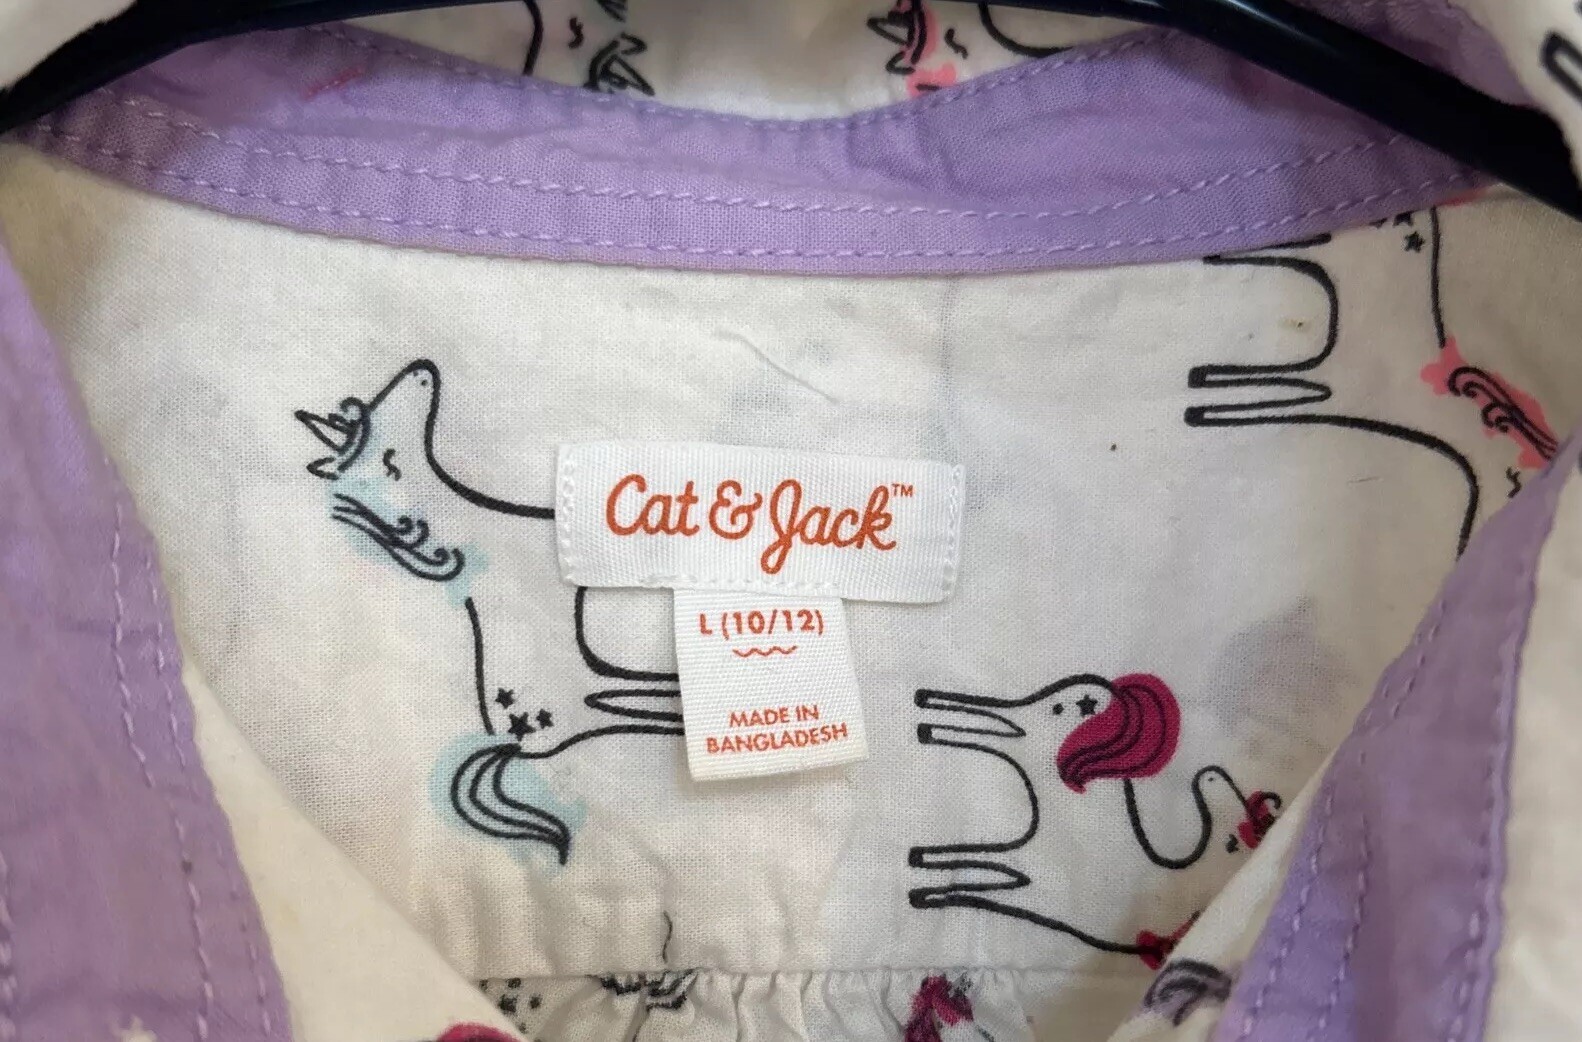 Cat & Jack™
L (10/12)
MADE IN
BANGLADESH